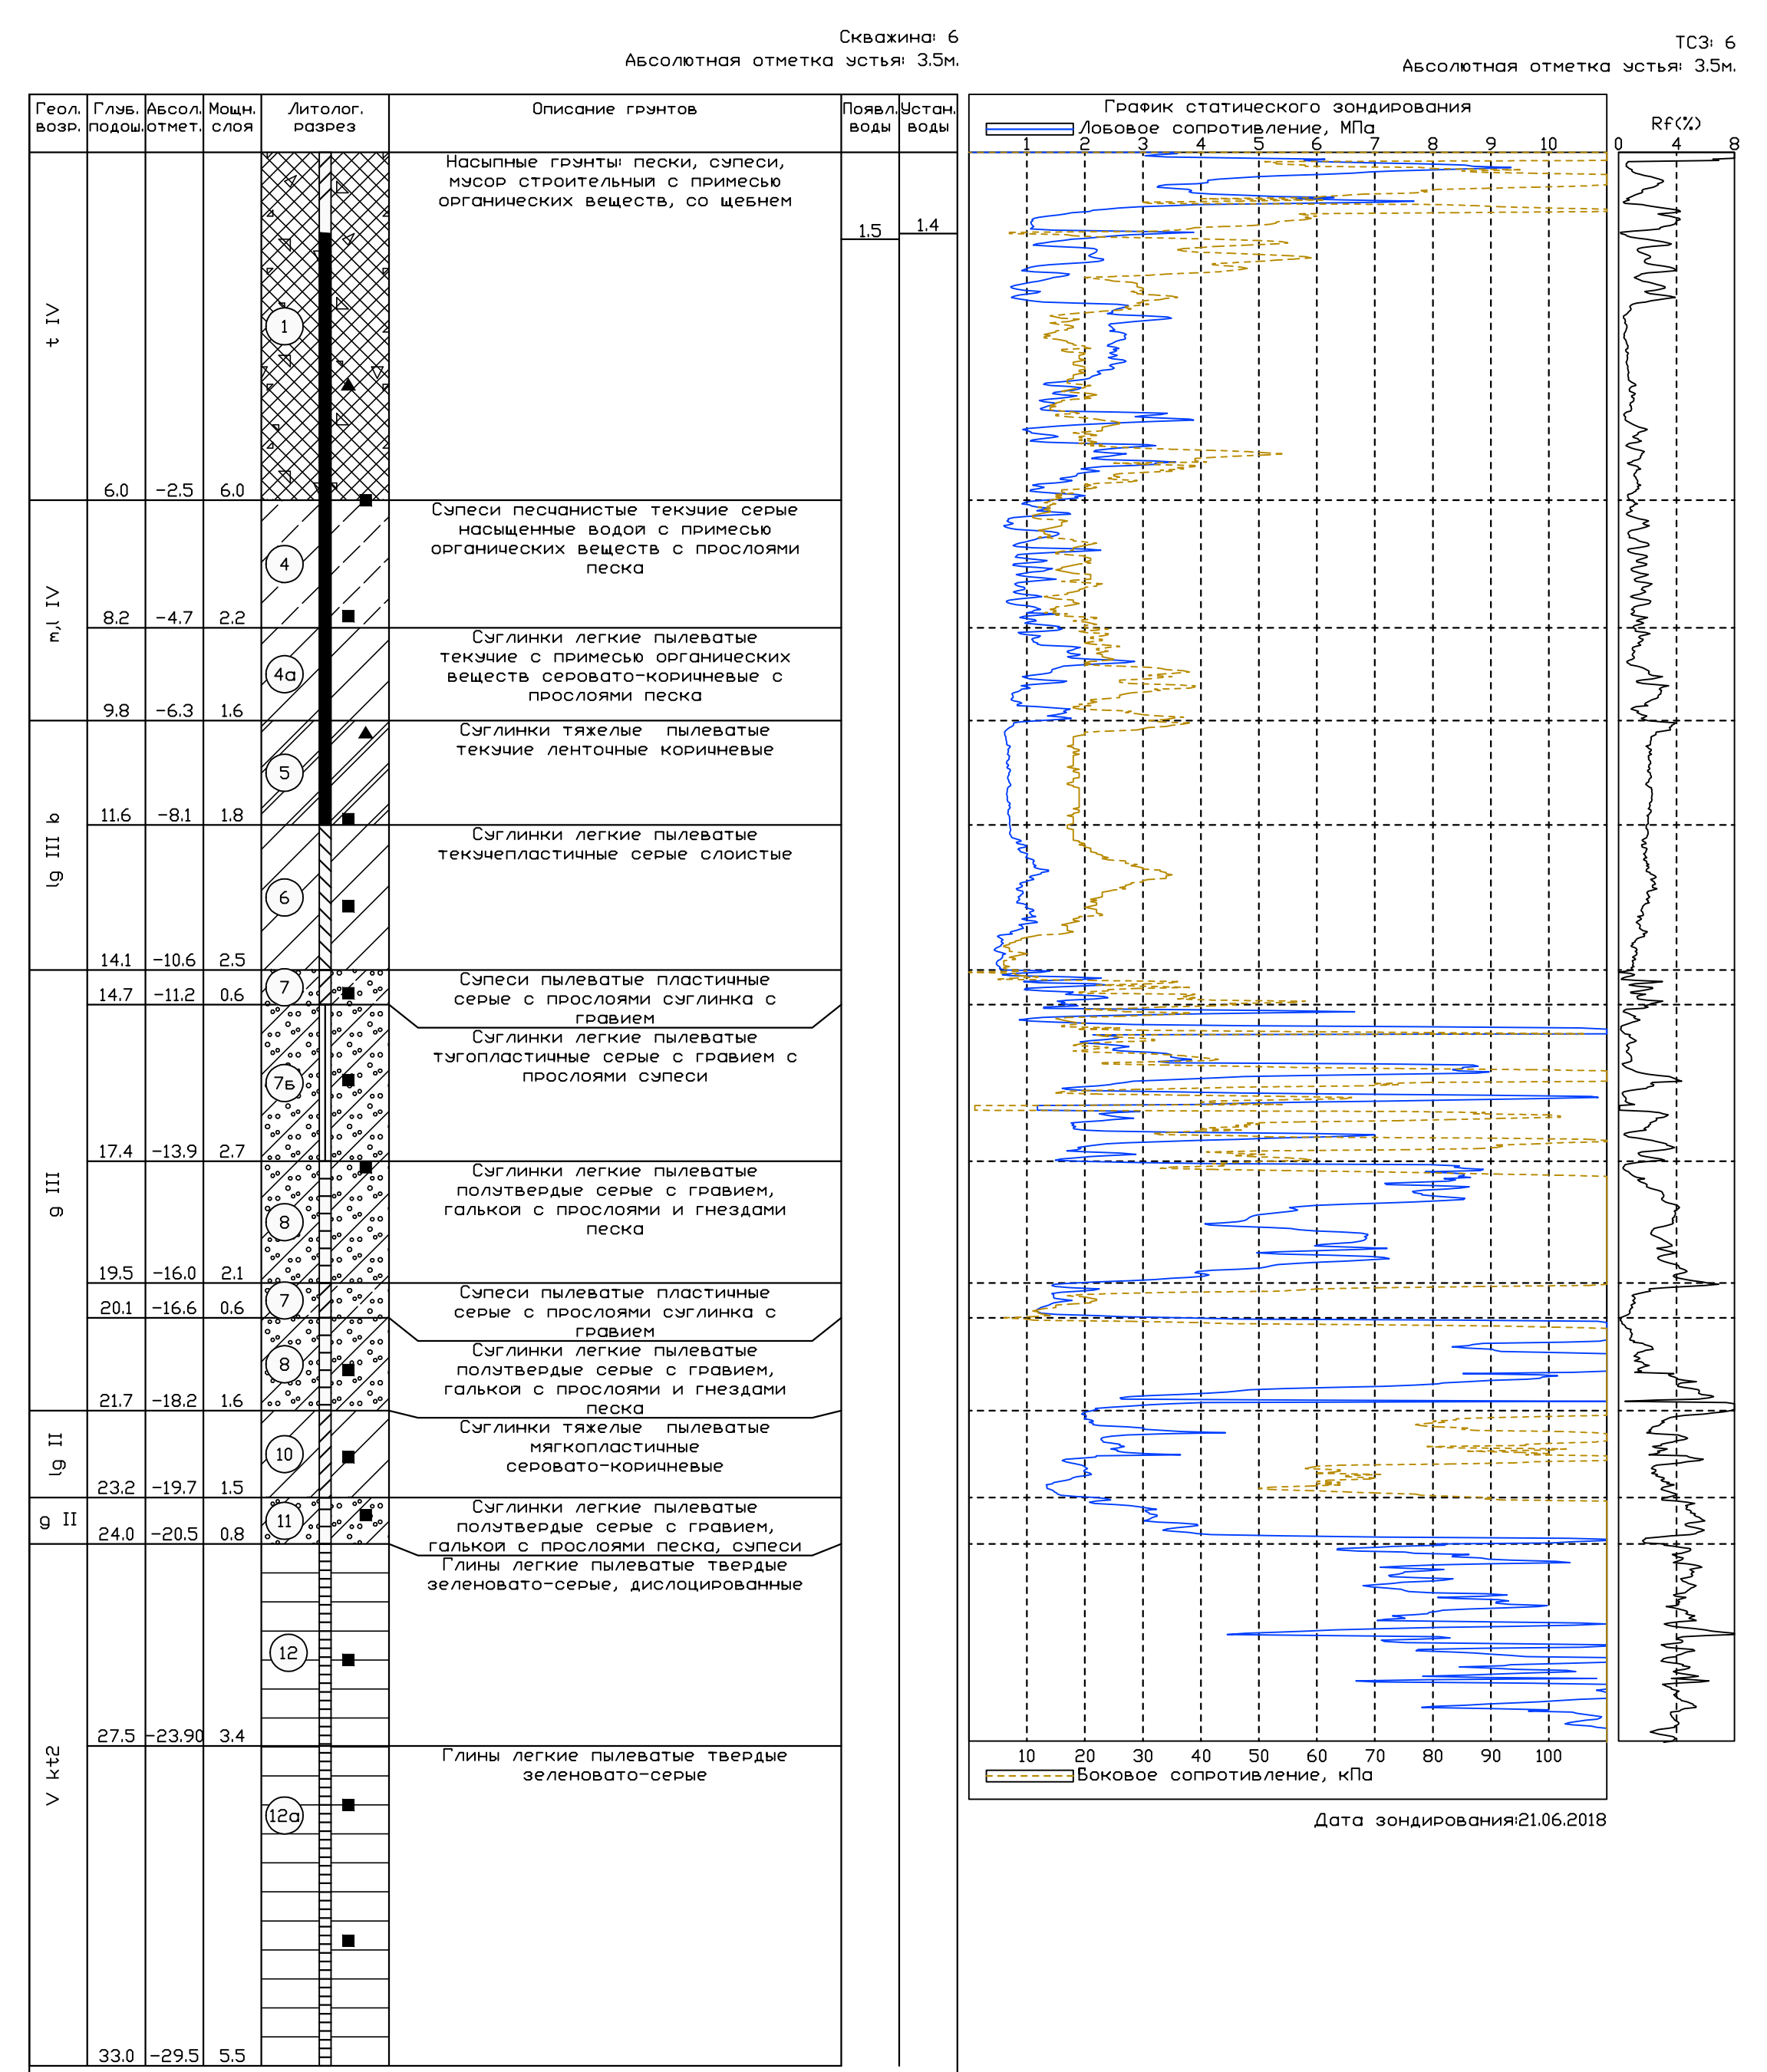 Скважина: 6
Абсолютная отметка устья: 3.5м.
ТСЗ: 6
Абсолютная отметка устья: 3.5м.
Геол. возр.
Глуб. подош.
Абсол. отмет.
Мощн. слоя
Литолог. разрез
Описание грунтов
Появл. воды
Устан. воды
График статического зондирования
Лобовое сопротивление, МПа
1 2 3 4 5 6 7 8 9 10
Rf(%)
0 4 8
t IV
1
6.0 -2.5 6.0
Насыпные грунты: пески, супеси,
мусор строительный с примесью
органических веществ, со щебнем
1.5
1.4
m,l IV
4
8.2 -4.7 2.2
Супеси песчанистые текучие серые
насыщенные водой с примесью
органических веществ с прослоями
песка
4а
9.8 -6.3 1.6
Суглинки легкие пылеватые
текучие с примесью органических
веществ серовато-коричневые с
прослоями песка
lg III b
5
11.6 -8.1 1.8
Суглинки тяжелые пылеватые
текучие ленточные коричневые
6
14.1 -10.6 2.5
Суглинки легкие пылеватые
текучепластичные серые слоистые
g III
7
14.7 -11.2 0.6
Супеси пылеватые пластичные
серые с прослоями суглинка с
гравием
7б
17.4 -13.9 2.7
Суглинки легкие пылеватые
тугопластичные серые с гравием с
прослоями супеси
8
19.5 -16.0 2.1
Суглинки легкие пылеватые
полутвердые серые с гравием,
галькой с прослоями и гнездами
песка
7
20.1 -16.6 0.6
Супеси пылеватые пластичные
серые с прослоями суглинка с
гравием
8
21.7 -18.2 1.6
Суглинки легкие пылеватые
полутвердые серые с гравием,
галькой с прослоями и гнездами
песка
lg II
10
23.2 -19.7 1.5
Суглинки тяжелые пылеватые
мягкопластичные
серовато-коричневые
g II
11
24.0 -20.5 0.8
Суглинки легкие пылеватые
полутвердые серые с гравием,
галькой с прослоями песка, супеси
V kt2
12
27.5 -23.90 3.4
Глины легкие пылеватые твердые
зеленовато-серые, дислоцированные
12а
33.0 -29.5 5.5
Глины легкие пылеватые твердые
зеленовато-серые
10 20 30 40 50 60 70 80 90 100
Боковое сопротивление, кПа
Дата зондирования:21.06.2018